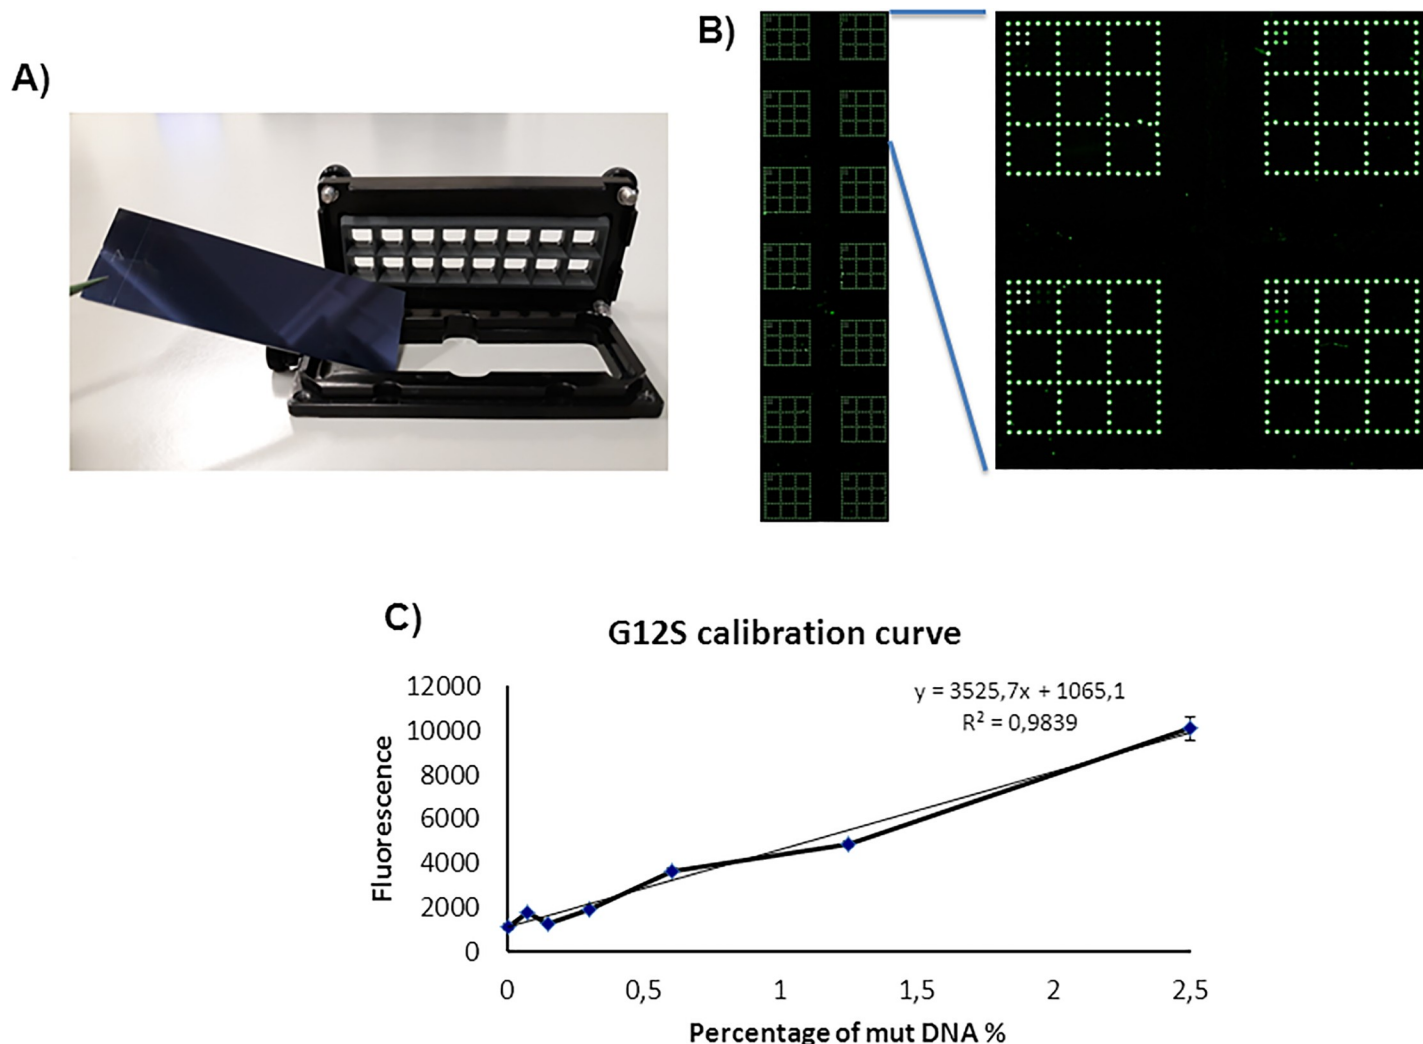 A)
B)
C)
G12S calibration curve
y = 3525,7x + 1065,1
R² = 0,9839
12000
10000
8000
6000
4000
2000
0
Fluorescence
0 0,5 1 1,5 2 2,5
Percentage of mut DNA %